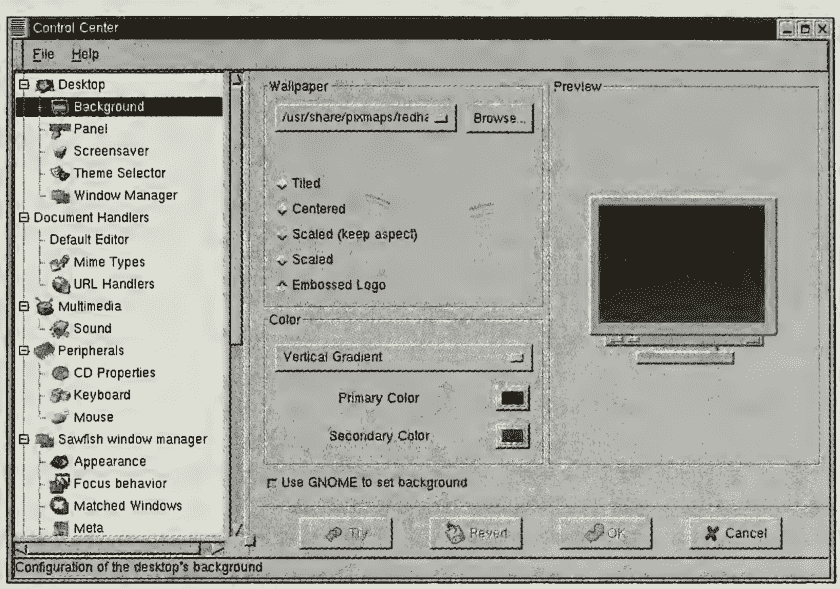 Control Center
File Help
Desktop
Background
Panel
Screensaver
Theme Selector
Window Manager
Document Handlers
Default Editor
Mime Types
URL Handlers
Multimedia
Sound
Peripherals
CD Properties
Keyboard
Mouse
Sawfish window manager
Appearance
Focus behavior
Matched Windows
Meta
Wallpaper
/usr/share/pixmaps/redha
Browse...
Tiled
Centered
Scaled (keep aspect)
Scaled
Embossed Logo
Color
Vertical Gradient
Primary Color
Secondary Color
Preview
Use GNOME to set background
Try Revert OK Cancel
Configuration of the desktop's background